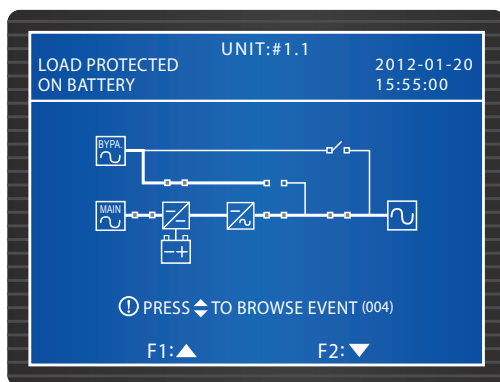 UNIT:#1.1
LOAD PROTECTED
ON BATTERY
2012-01-20
15:55:00
BYPA.
MAIN
PRESS TO BROWSE EVENT (004)
F1:
F2: